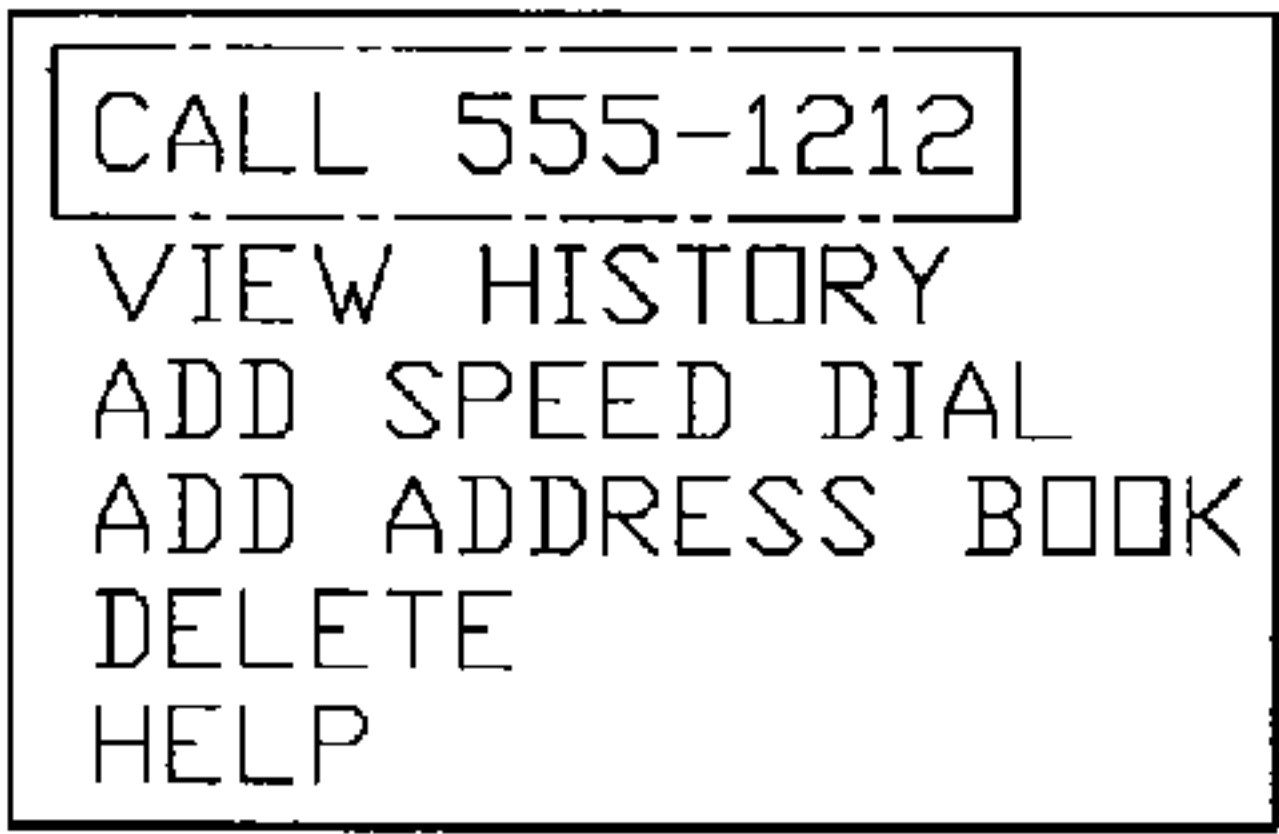 CALL 555-1212
VIEW HISTORY
ADD SPEED DIAL
ADD ADDRESS BOOK
DELETE
HELP